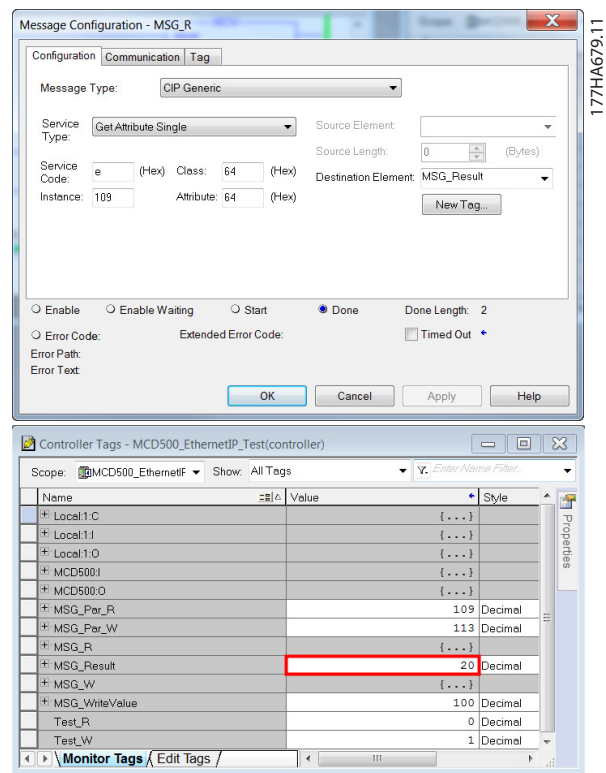 Message Configuration - MSG_R
177HA679.11
Configuration Communication Tag
Message Type: CIP Generic
Service Type: Get Attribute Single
Source Element:
Source Length: 0 (Bytes)
Service Code: e (Hex) Class: 64 (Hex)
Destination Element: MSG_Result
Instance: 109 Attribute: 64 (Hex)
New Tag...
Enable Enable Waiting Start Done Done Length: 2
Error Code: Extended Error Code: Timed Out
Error Path:
Error Text:
OK Cancel Apply Help
Controller Tags - MCD500_EthernetIP_Test(controller)
Scope: MCD500_EthernetIF Show: All Tags Enter Name Filter...
Name Value Style
Local:1:C {...}
Local:1:I {...}
Local:1:O {...}
MCD500:I {...}
MCD500:O {...}
MSG_Par_R 109 Decimal
MSG_Par_W 113 Decimal
MSG_R {...}
MSG_Result 20 Decimal
MSG_W {...}
MSG_WriteValue 100 Decimal
Test_R 0 Decimal
Test_W 1 Decimal
Properties
Monitor Tags Edit Tags